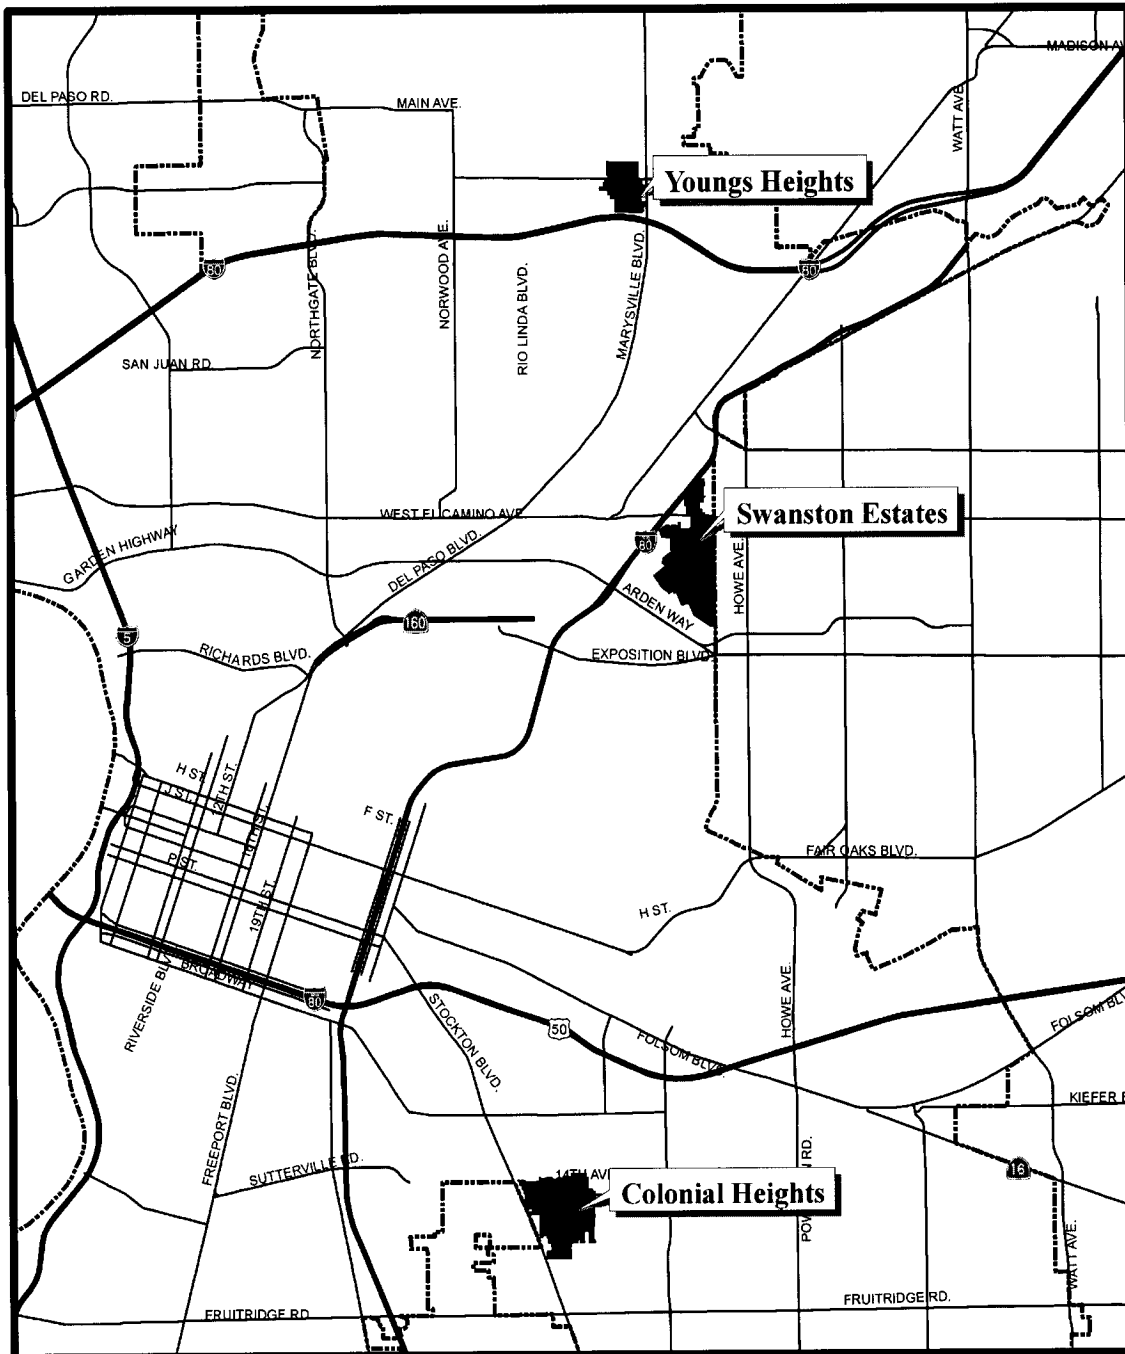 MADISON AV
DEL PASO RD.
MAIN AVE.
WATT AVE.
Youngs Heights
80
80
NORTHGATE BLVD.
NORWOOD AVE.
RIO LINDA BLVD.
MARYSVILLE BLVD.
SAN JUAN RD.
WEST EL CAMINO AVE.
Swanston Estates
GARDEN HIGHWAY
DEL PASO BLVD.
80
HOWE AVE.
ARDEN WAY
160
5
RICHARDS BLVD.
EXPOSITION BLVD.
H ST.
J ST.
12TH ST.
16TH ST.
F ST.
P ST.
19TH ST.
FAIR OAKS BLVD.
H ST.
RIVERSIDE BLV
BROADWAY
80
STOCKTON BLVD.
50
HOWE AVE.
FOLSOM BLVD.
FOLSOM BLV
FREEPORT BLVD.
KIEFER B
SUTTERVILLE RD.
14TH AV
16
Colonial Heights
POW
RD.
WATT AVE.
FRUITRIDGE RD
FRUITRIDGE RD.